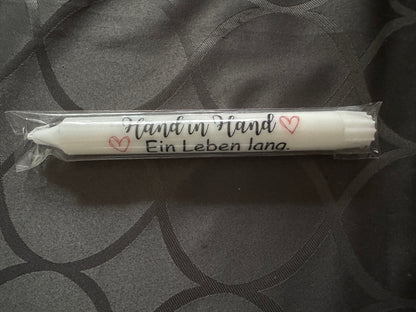 Hand in Hand
Ein Leben lang.